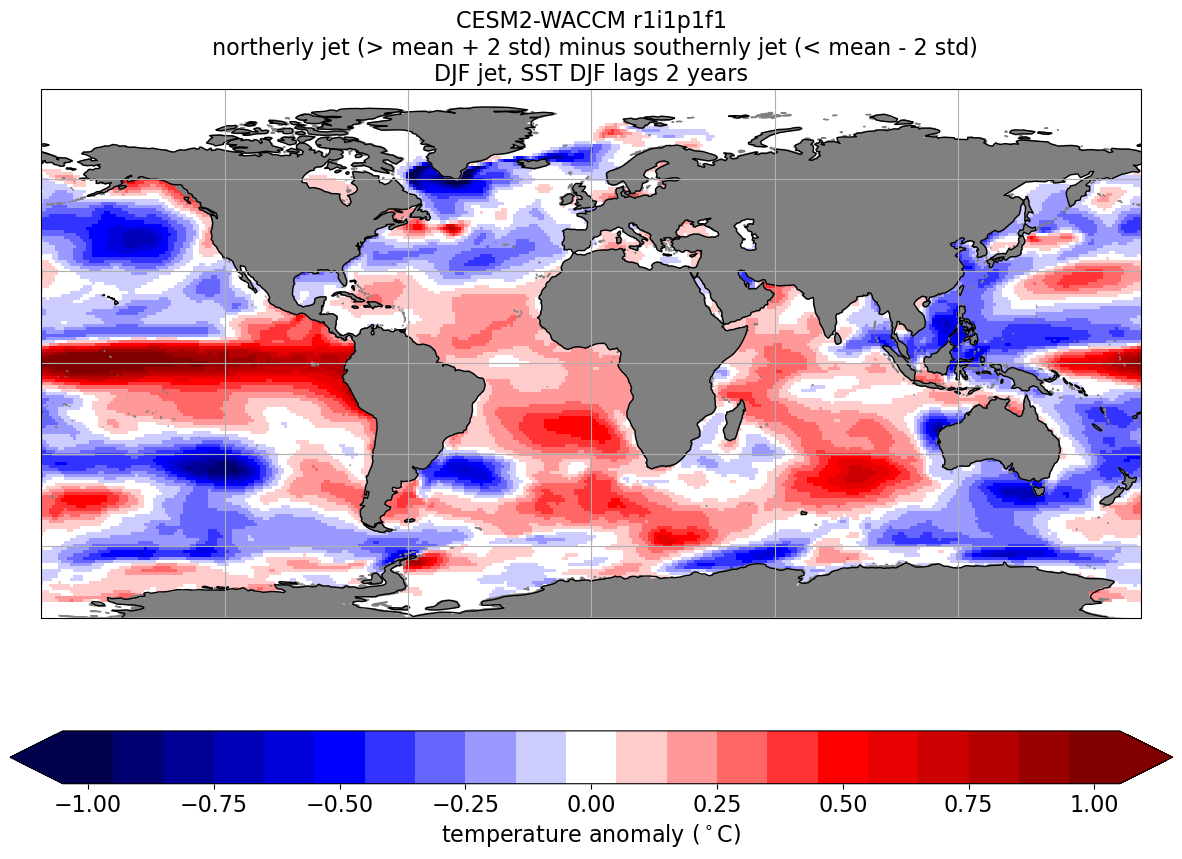 CESM2-WACCM r1i1p1f1
northerly jet (> mean + 2 std) minus southernly jet (< mean - 2 std)
DJF jet, SST DJF lags 2 years
−1.00 −0.75 −0.50 −0.25 0.00 0.25 0.50 0.75 1.00
temperature anomaly (°C)